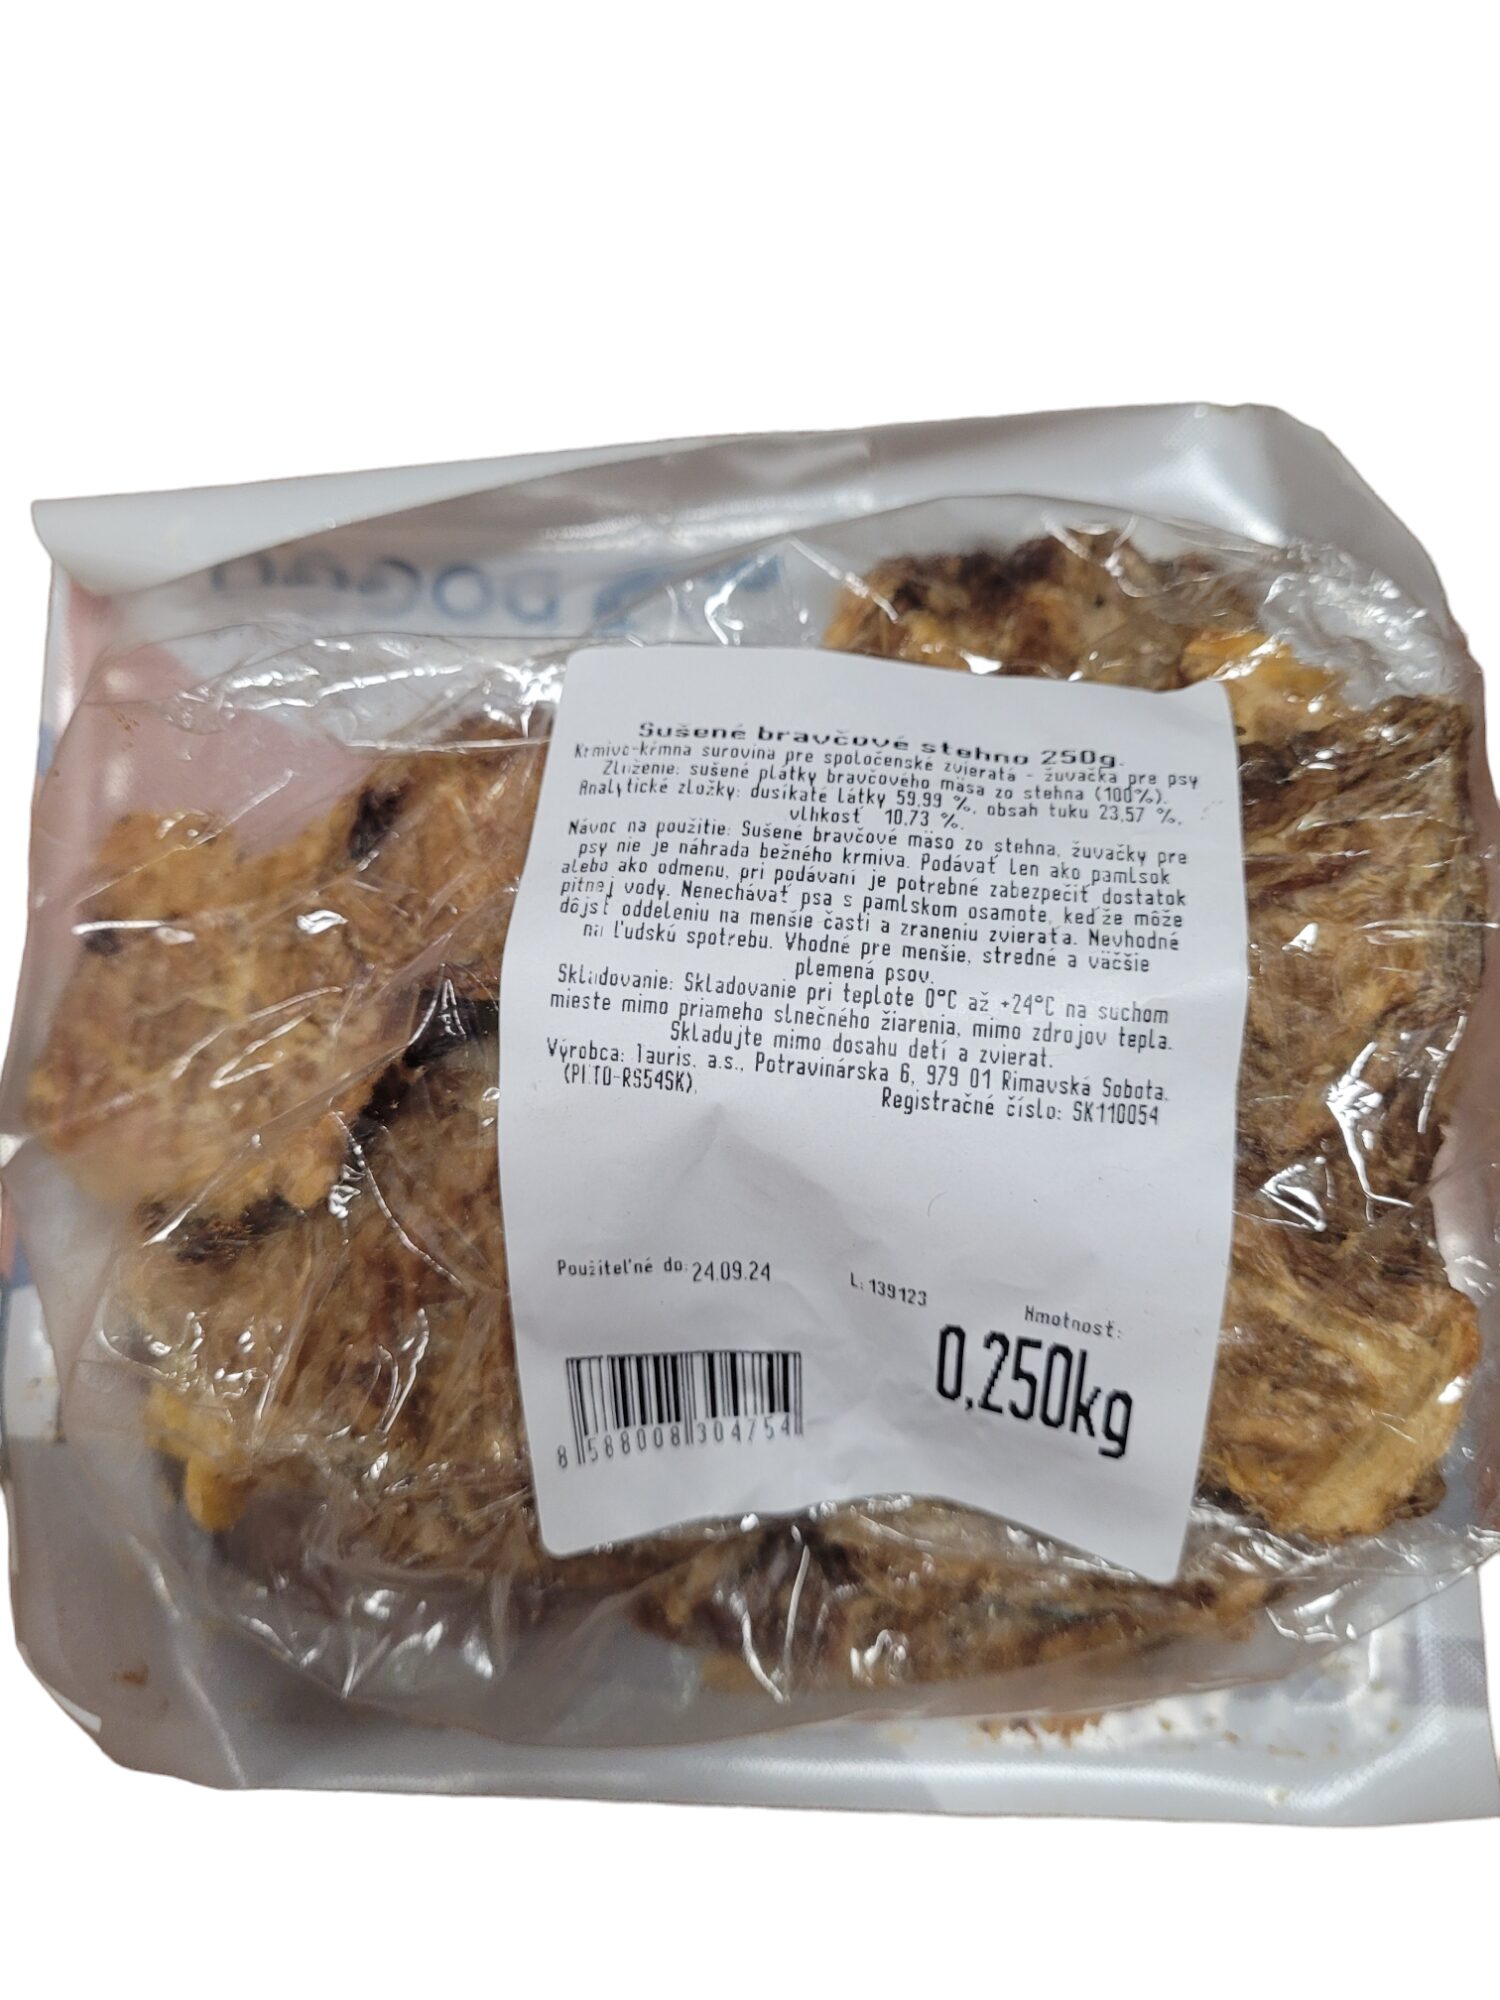 Sušené bravčové stehno 250g.
Krmivo-kŕmna surovina pre spoločenské zvieratá - žuvačka pre psy
Zloženie: sušené plátky bravčového mäsa zo stehna (100%).
Analytické zložky: dusíkaté látky 59.99 %, obsah tuku 23,57 %,
vlhkosť 10.73 %.
Návoc na použitie: Sušené bravčové mäso zo stehna, žuvačky pre
psy nie je náhrada bežného krmiva. Podávať len ako pamlsok
alebo ako odmenu, pri podávaní je potrebné zabezpečiť dostatok
pitnej vody. Nenechávať psa s pamlskom osamote, keďže môže
dôjsť oddeleniu na menšie časti a zraneniu zvieraťa. Nevhodné
na ľudskú spotrebu. Vhodné pre menšie, stredné a väčšie
plemená psov.
Skladovanie: Skladovanie pri teplote 0°C až +24°C na suchom
mieste mimo priameho slnečného žiarenia, mimo zdrojov tepla.
Skladujte mimo dosahu detí a zvierat.
Výrobca: Tauris, a.s., Potravinárska 6, 979 01 Rimavská Sobota.
Registračné číslo: SK110054
Použiteľné do: 24.09.24
L: 139123
Hmotnosť:
0,250kg
8 588008 304754